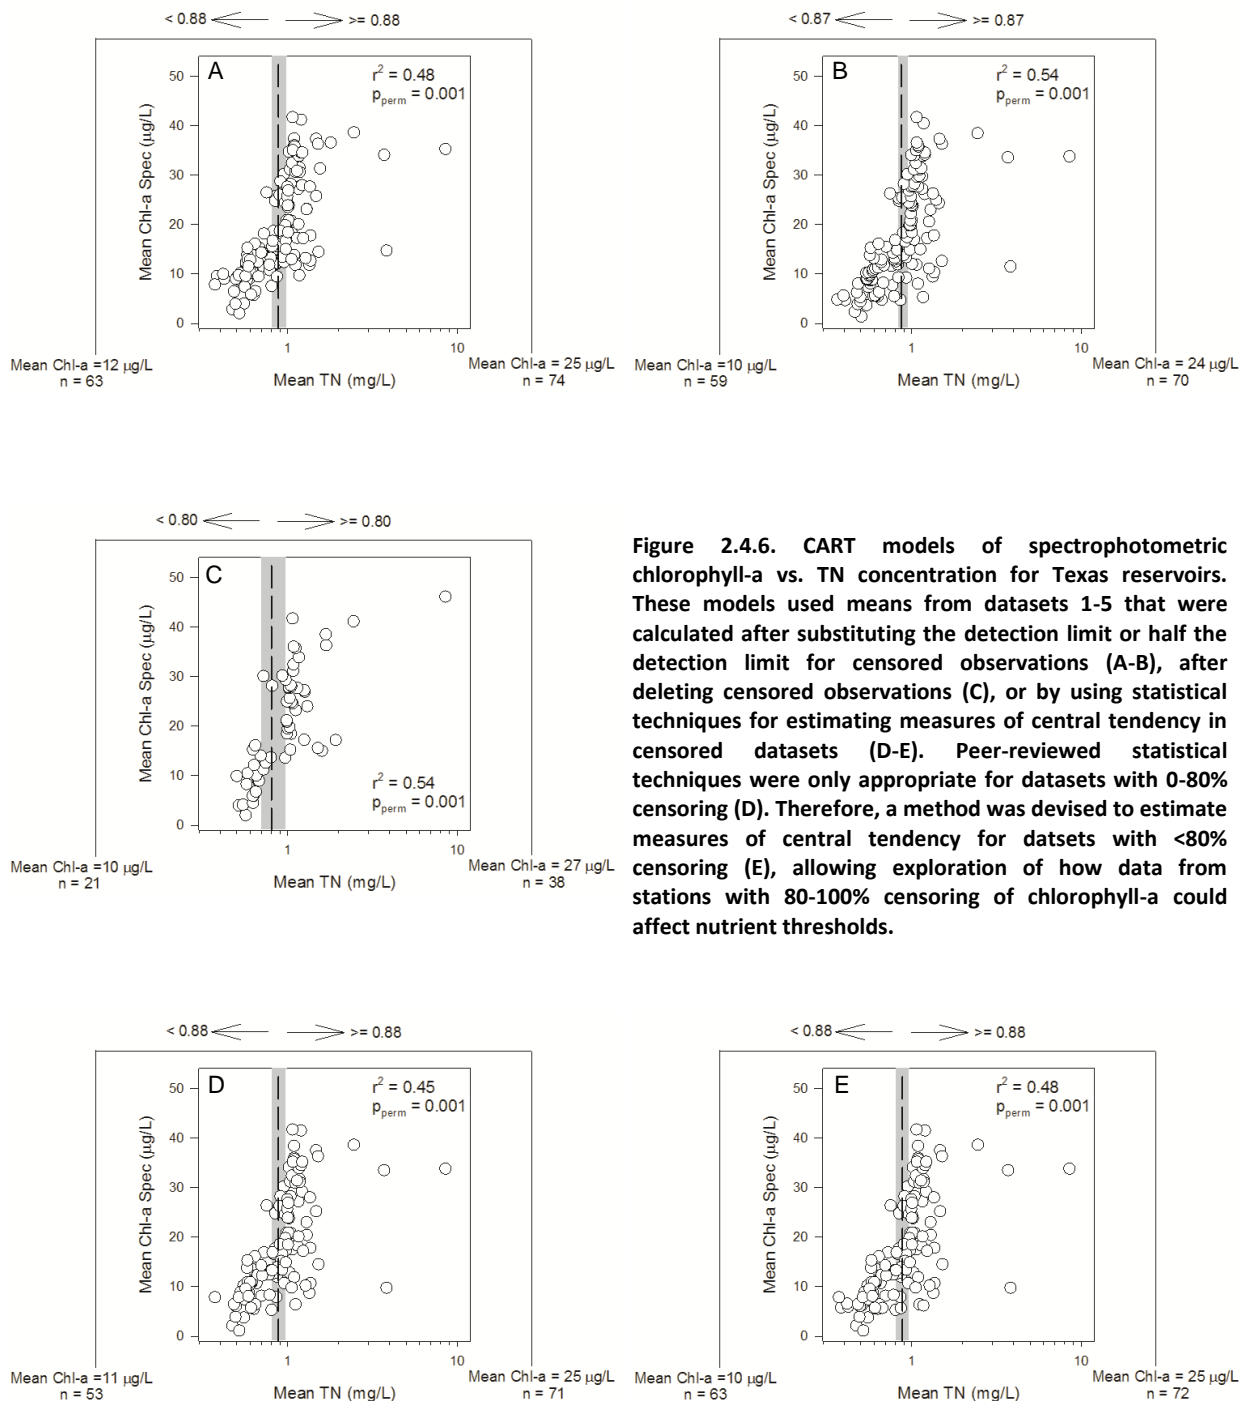 < 0.88 >= 0.88
A
r² = 0.48
p_perm = 0.001
50
40
30
20
10
0
Mean Chl-a Spec (µg/L)
1 10
Mean TN (mg/L)
Mean Chl-a =12 µg/L
n = 63
Mean Chl-a = 25 µg/L
n = 74
< 0.87 >= 0.87
B
r² = 0.54
p_perm = 0.001
50
40
30
20
10
0
Mean Chl-a Spec (µg/L)
1 10
Mean TN (mg/L)
Mean Chl-a =10 µg/L
n = 59
Mean Chl-a = 24 µg/L
n = 70
< 0.80 >= 0.80
C
50
40
30
20
10
0
Mean Chl-a Spec (µg/L)
r² = 0.54
p_perm = 0.001
1 10
Mean TN (mg/L)
Mean Chl-a =10 µg/L
n = 21
Mean Chl-a = 27 µg/L
n = 38
Figure 2.4.6. CART models of spectrophotometric
chlorophyll-a vs. TN concentration for Texas reservoirs.
These models used means from datasets 1-5 that were
calculated after substituting the detection limit or half the
detection limit for censored observations (A-B), after
deleting censored observations (C), or by using statistical
techniques for estimating measures of central tendency in
censored datasets (D-E). Peer-reviewed statistical
techniques were only appropriate for datasets with 0-80%
censoring (D). Therefore, a method was devised to estimate
measures of central tendency for datsets with <80%
censoring (E), allowing exploration of how data from
stations with 80-100% censoring of chlorophyll-a could
affect nutrient thresholds.
< 0.88 >= 0.88
D
r² = 0.45
p_perm = 0.001
50
40
30
20
10
0
Mean Chl-a Spec (µg/L)
1 10
Mean TN (mg/L)
Mean Chl-a =11 µg/L
n = 53
Mean Chl-a = 25 µg/L
n = 71
< 0.88 >= 0.88
E
r² = 0.48
p_perm = 0.001
50
40
30
20
10
0
Mean Chl-a Spec (µg/L)
1 10
Mean TN (mg/L)
Mean Chl-a =10 µg/L
n = 63
Mean Chl-a = 25 µg/L
n = 72